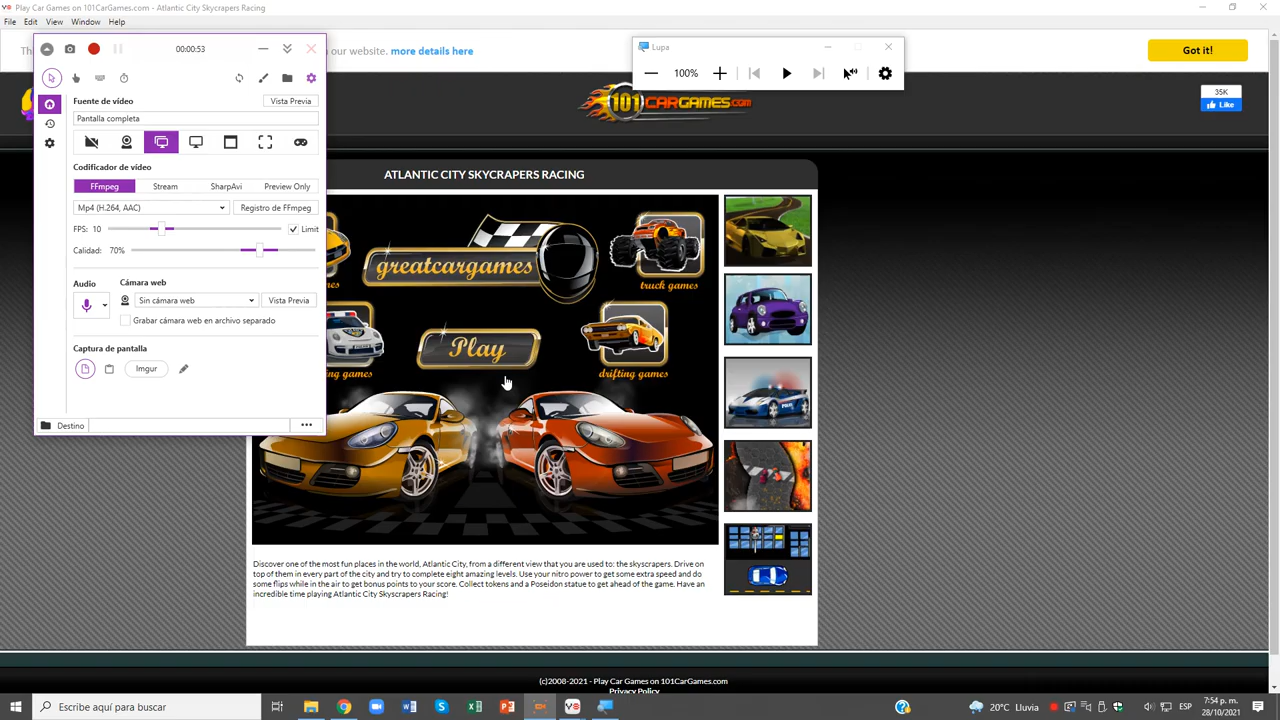 Play Car Games on 101CarGames.com - Atlantic City Skyscrapers Racing
File Edit View Window Help
Th
our website. more details here
Got it!
00:00:53
Lupa
100%
101CARGAMES.COM
35K
Like
Fuente de vídeo
Vista Previa
Pantalla completa
Codificador de vídeo
FFmpeg Stream SharpAvi Preview Only
Mp4 (H.264, AAC)
Registro de FFmpeg
FPS: 10
Limit
Calidad: 70%
Audio
Cámara web
Sin cámara web
Vista Previa
Grabar cámara web en archivo separado
Captura de pantalla
Imgur
Destino
ATLANTIC CITY SKYSCRAPERS RACING
greatcargames
mes
truck games
Play
ng games
drifting games
POLICE
Discover one of the most fun places in the world, Atlantic City, from a different view that you are used to: the skyscrapers. Drive on
top of them in every part of the city and try to complete eight amazing levels. Use your nitro power to get some extra speed and do
some flips while in the air to get bonus points to your score. Collect tokens and a Poseidon statue to get ahead of the game. Have an
incredible time playing Atlantic City Skyscrapers Racing!
(c)2008-2021 - Play Car Games on 101CarGames.com
Privacy Policy
Escribe aquí para buscar
20°C Lluvia
ESP
7:54 p. m.
28/10/2021